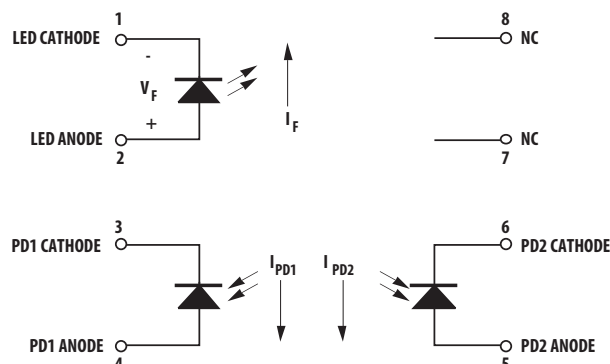 1
LED CATHODE
-
V_F
+
LED ANODE
2
I_F
8
NC
NC
7
3
PD1 CATHODE
I_PD1
PD1 ANODE
4
I_PD2
6
PD2 CATHODE
PD2 ANODE
5